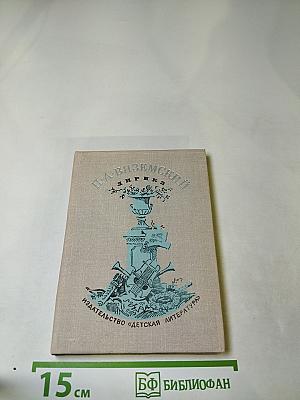 П.А.ВЯЗЕМСКИЙ
ЛИРИКА
ИЗДАТЕЛЬСТВО «ДЕТСКАЯ ЛИТЕРАТУРА»
15 см
БФ БИБЛИОФАН